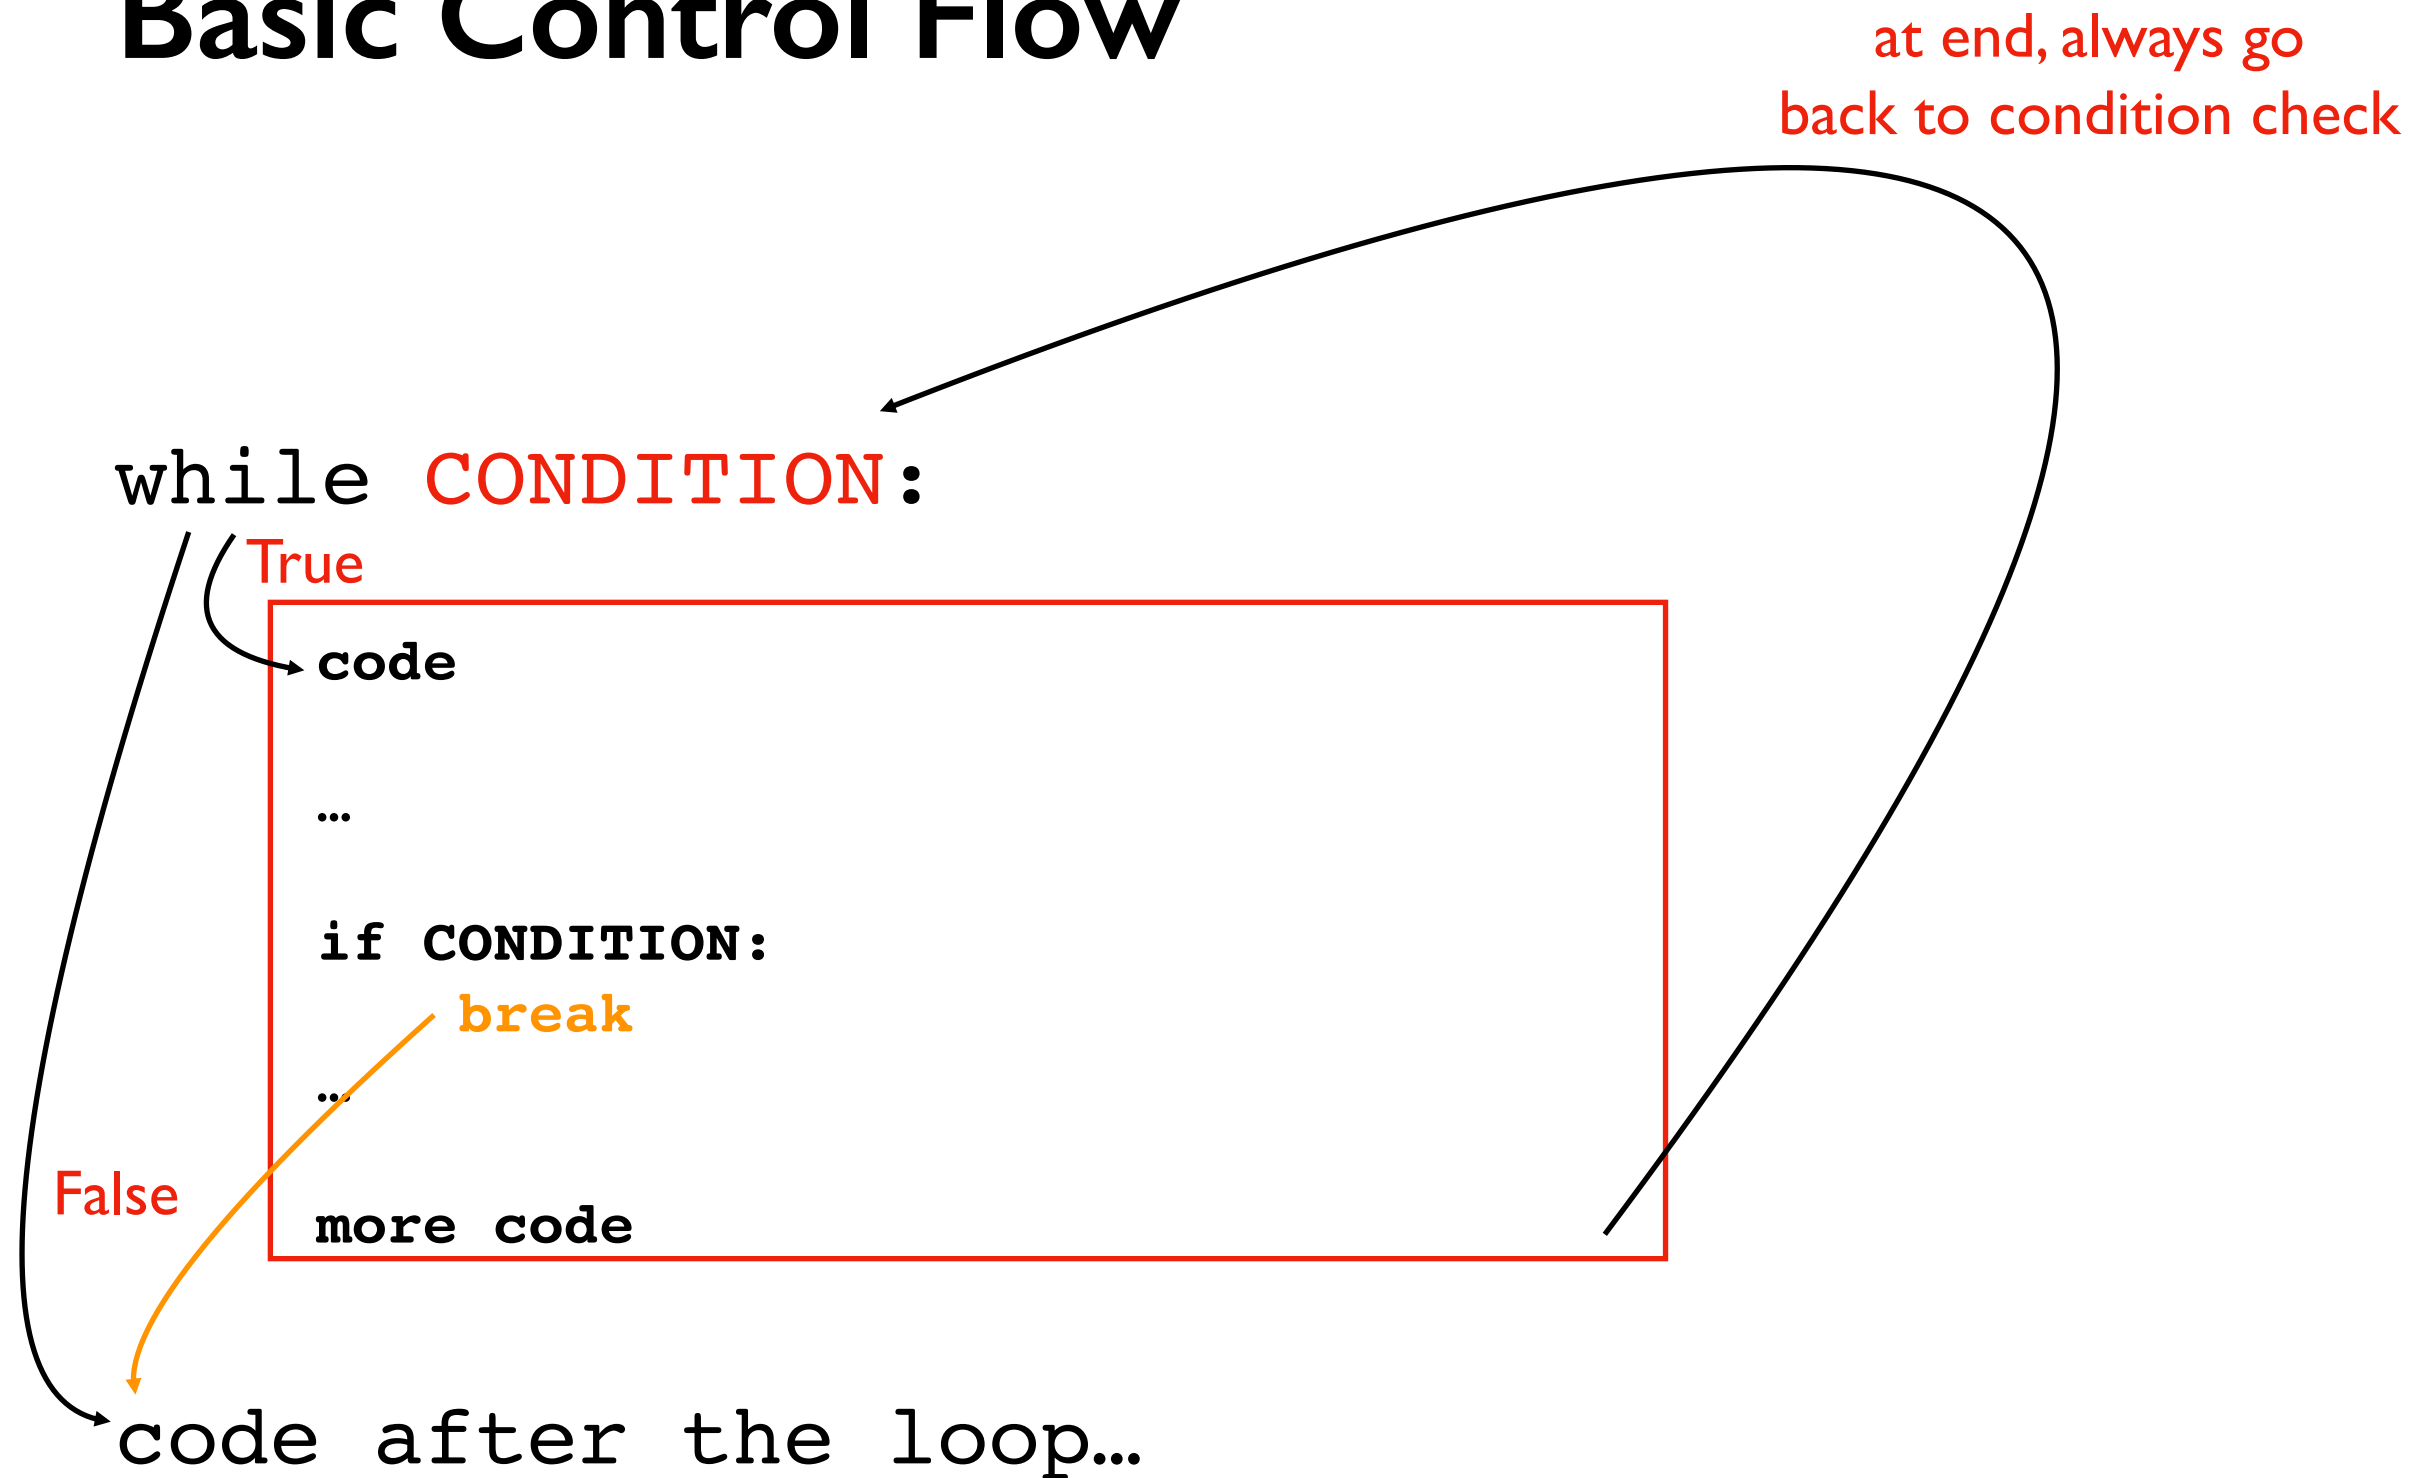 Basic Control Flow
at end, always go
back to condition check
while CONDITION:
True
code
…
if CONDITION:
break
…
False
more code
code after the loop…